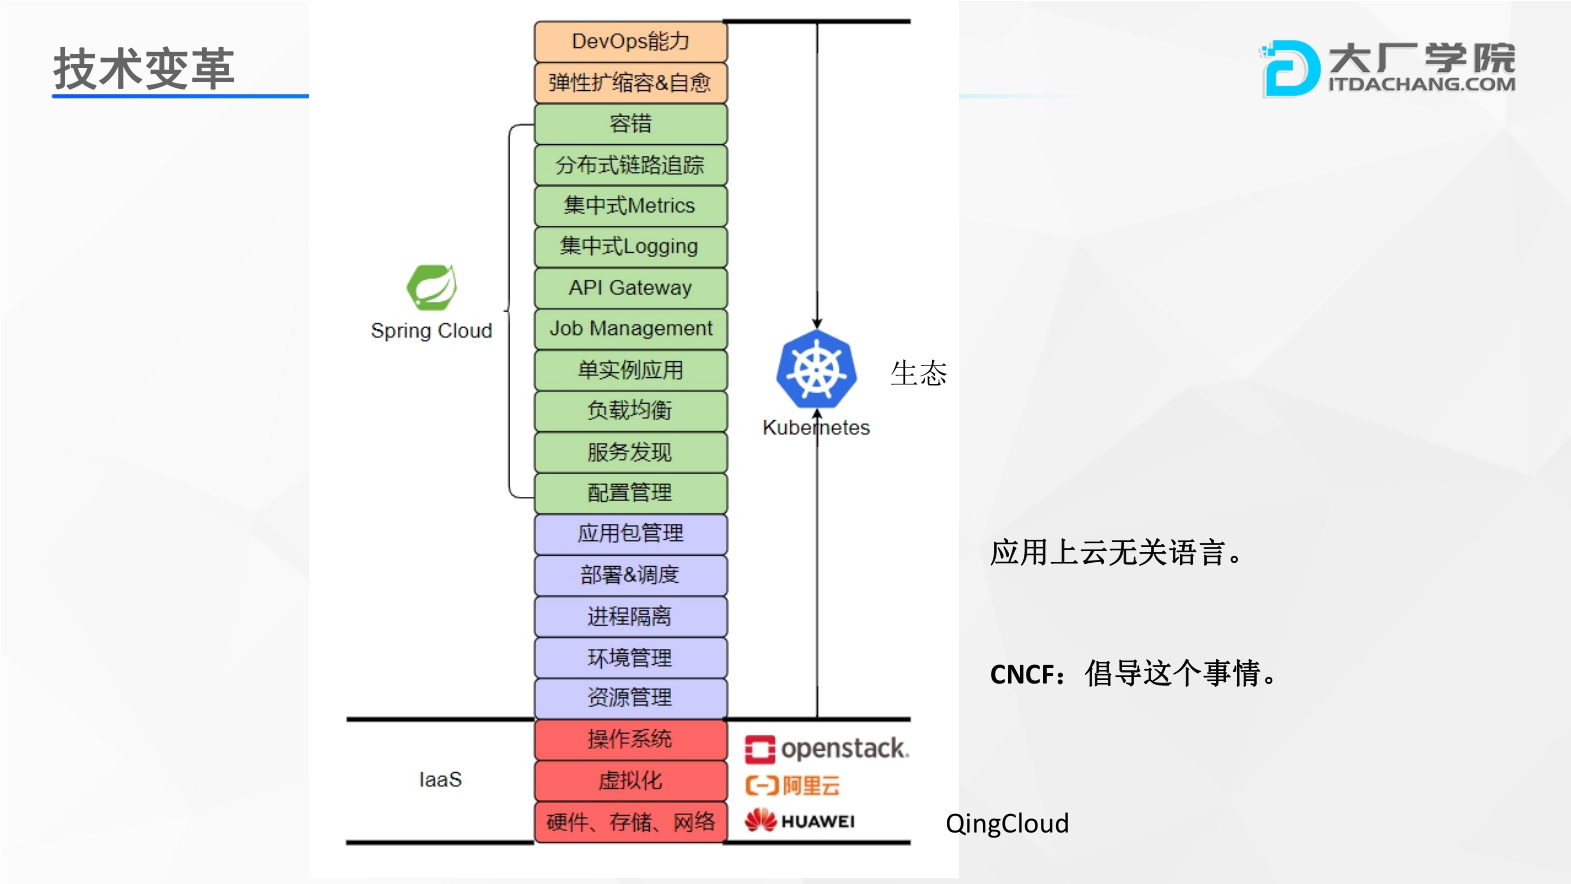 技术变革
大厂学院
ITDACHANG.COM
DevOps能力
弹性扩缩容&自愈
容错
分布式链路追踪
集中式Metrics
集中式Logging
API Gateway
Job Management
单实例应用
负载均衡
服务发现
配置管理
应用包管理
部署&调度
进程隔离
环境管理
资源管理
操作系统
虚拟化
硬件、存储、网络
Spring Cloud
Kubernetes
生态
应用上云无关语言。
CNCF：倡导这个事情。
IaaS
openstack.
阿里云
HUAWEI
QingCloud